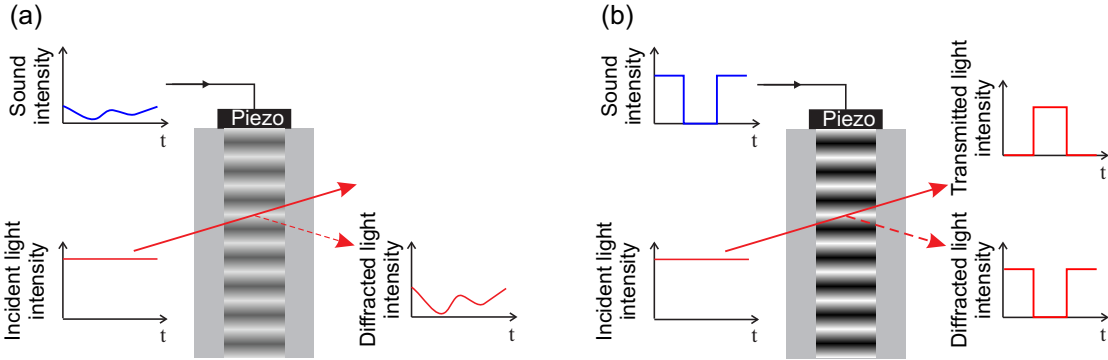 (a)
Sound
intensity
t
Piezo
Incident light
intensity
t
Diffracted light
intensity
t
(b)
Sound
intensity
t
Piezo
Transmitted light
intensity
t
Incident light
intensity
t
Diffracted light
intensity
t